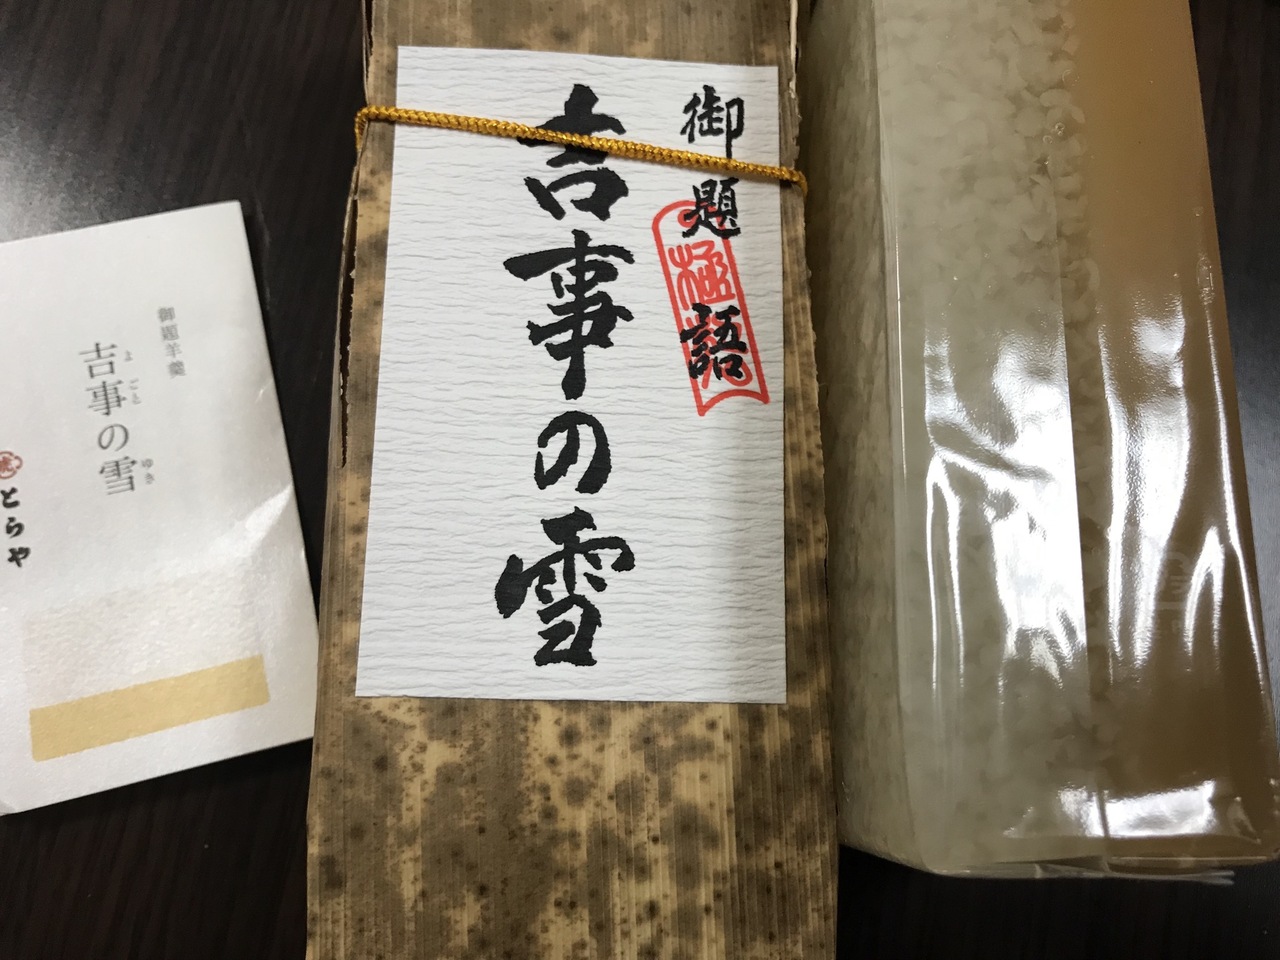 御題 語
吉事の雪
極
御題羊羹
吉事の雪
よごと
ゆき
虎
とらや